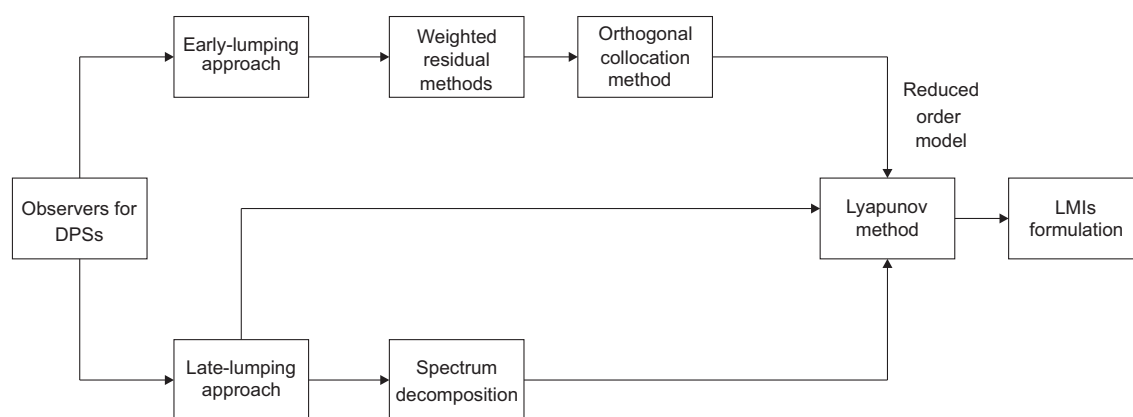 Early-lumping
approach
Weighted
residual
methods
Orthogonal
collocation
method
Reduced
order
model
Observers for
DPSs
Lyapunov
method
LMIs
formulation
Late-lumping
approach
Spectrum
decomposition